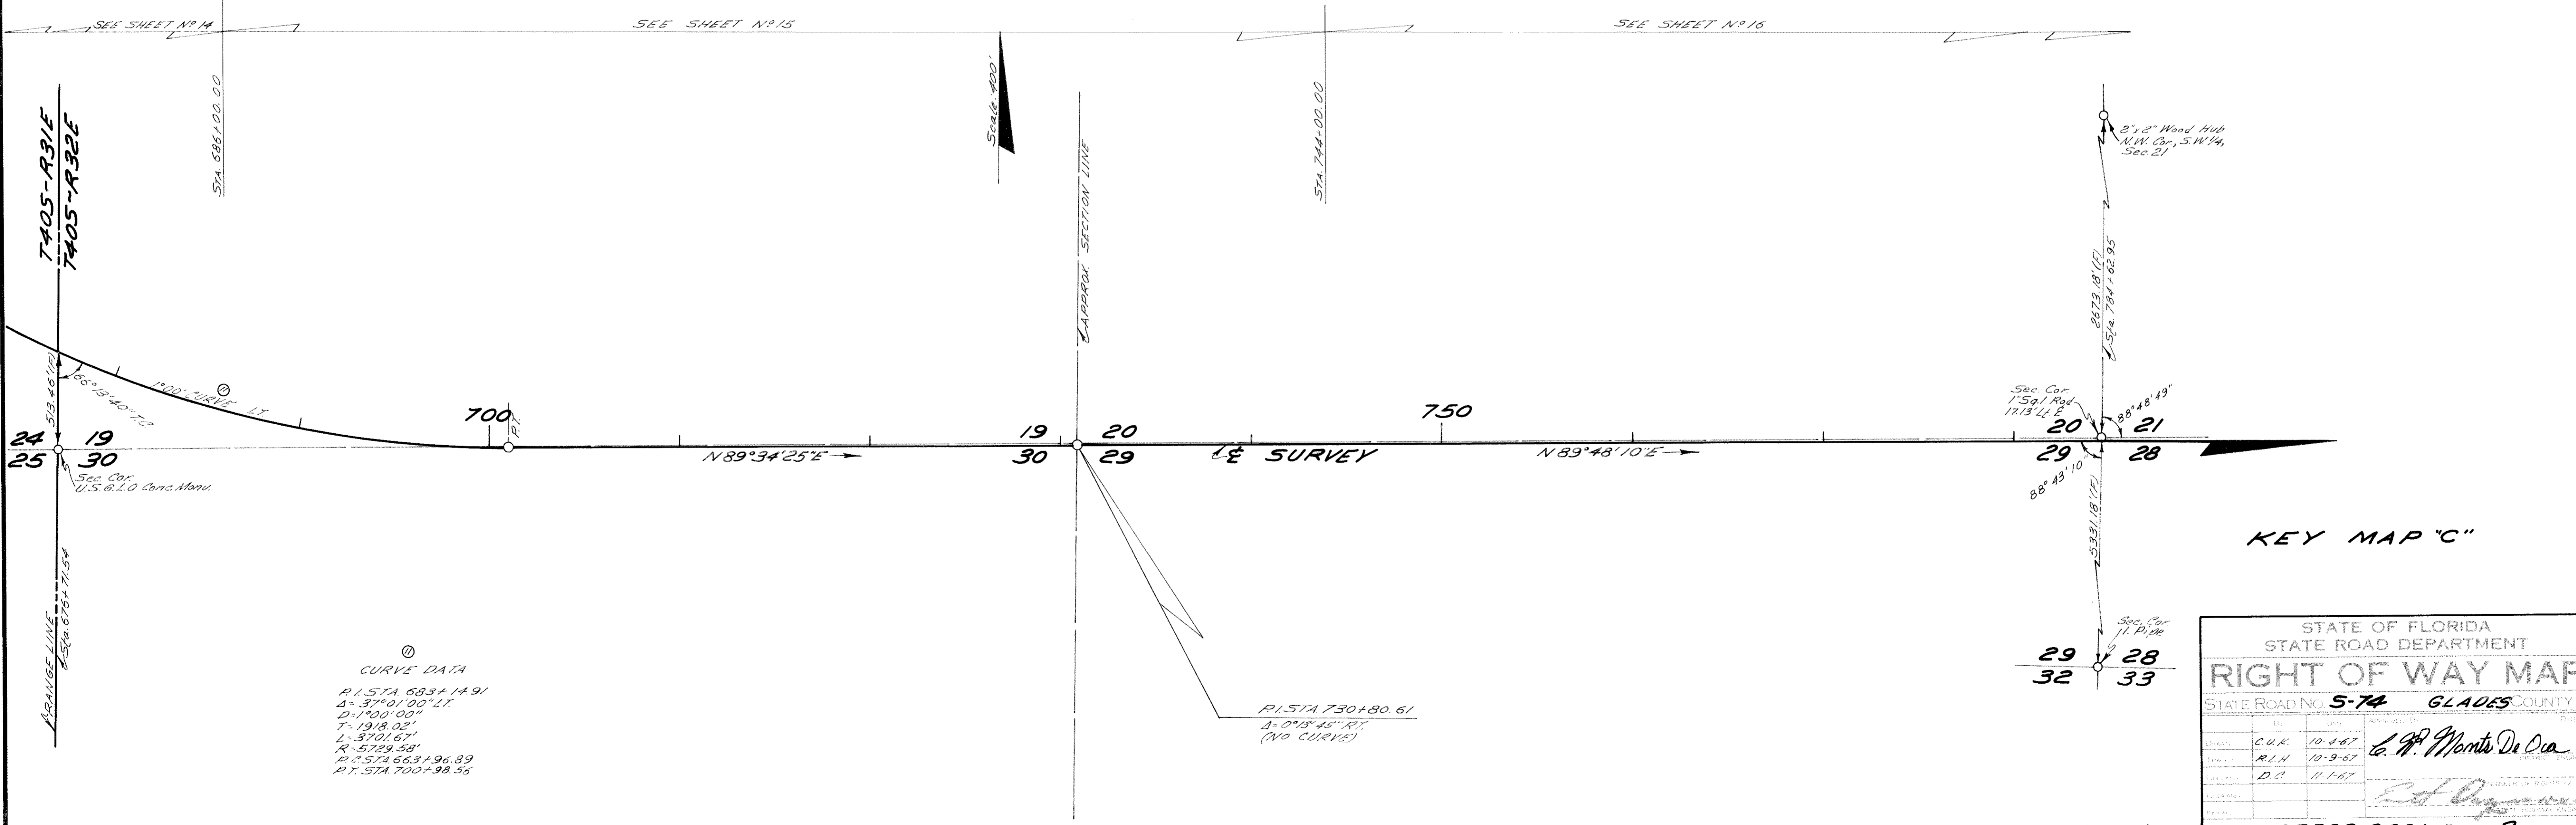 SEE SHEET Nº 14
SEE SHEET Nº 15
SEE SHEET Nº 16
STA. 686+00.00
Scale: 400'
STA. 744+00.00
T40S-R31E
T40S-R32E
℄ APPROX. SECTION LINE
2"x2" Wood Hub
N.W. Cor., S.W.1/4,
Sec. 21
2673.18'(F)
℄ Sta. 784+62.95
513.46'(F)
66°13'40" T.C.
11
1°00' CURVE LT.
700
P.T.
750
Sec. Cor.
1"Sq.I. Rod
17.13' Lt. ℄
88°48'49"
24 19
25 30
19 20
30 29
20 21
29 28
Sec. Cor.
U.S.G.L.O Conc. Monu.
N89°34'25"E
℄ SURVEY
N89°48'10"E
88°43'10"
5331.18'(F)
RANGE LINE
℄ Sta. 676+71.54
KEY MAP "C"
Sec. Cor.
I. Pipe
29 28
32 33
11
CURVE DATA
P.I. STA. 683+14.91
Δ= 37°01'00" LT.
D=1°00'00"
T= 1918.02'
L= 3701.67'
R=5729.58'
P.C. STA 663+96.89
P.T. STA. 700+98.56
P.I. STA. 730+80.61
Δ= 0°13'45" RT.
(NO CURVE)
STATE OF FLORIDA
STATE ROAD DEPARTMENT
RIGHT OF WAY MAP
STATE ROAD NO. S-74 GLADES COUNTY
C.U.K. 10-4-67
R.L.H. 10-9-67
D.C. 11-1-67
C. W. Monts De Oca